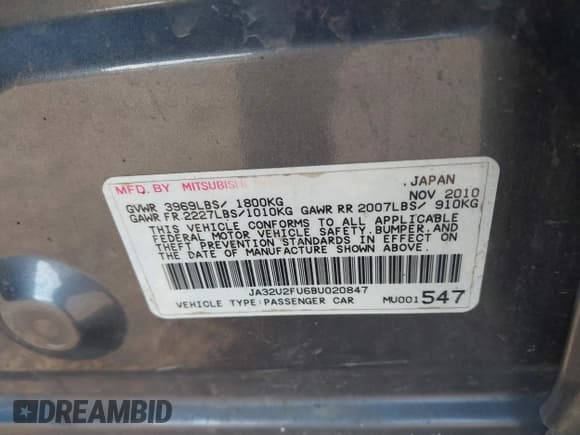 MFD. BY MITSUBISHI
JAPAN
NOV 2010
GVWR 3969LBS/ 1800KG
GAWR FR 2227LBS/1010KG GAWR RR 2007LBS/ 910KG
THIS VEHICLE CONFORMS TO ALL APPLICABLE
FEDERAL MOTOR VEHICLE SAFETY, BUMPER, AND
THEFT PREVENTION STANDARDS IN EFFECT ON
THE DATE OF MANUFACTURE SHOWN ABOVE.
JA32U2FU6BU020847
VEHICLE TYPE:PASSENGER CAR
MU001547
DREAMBID